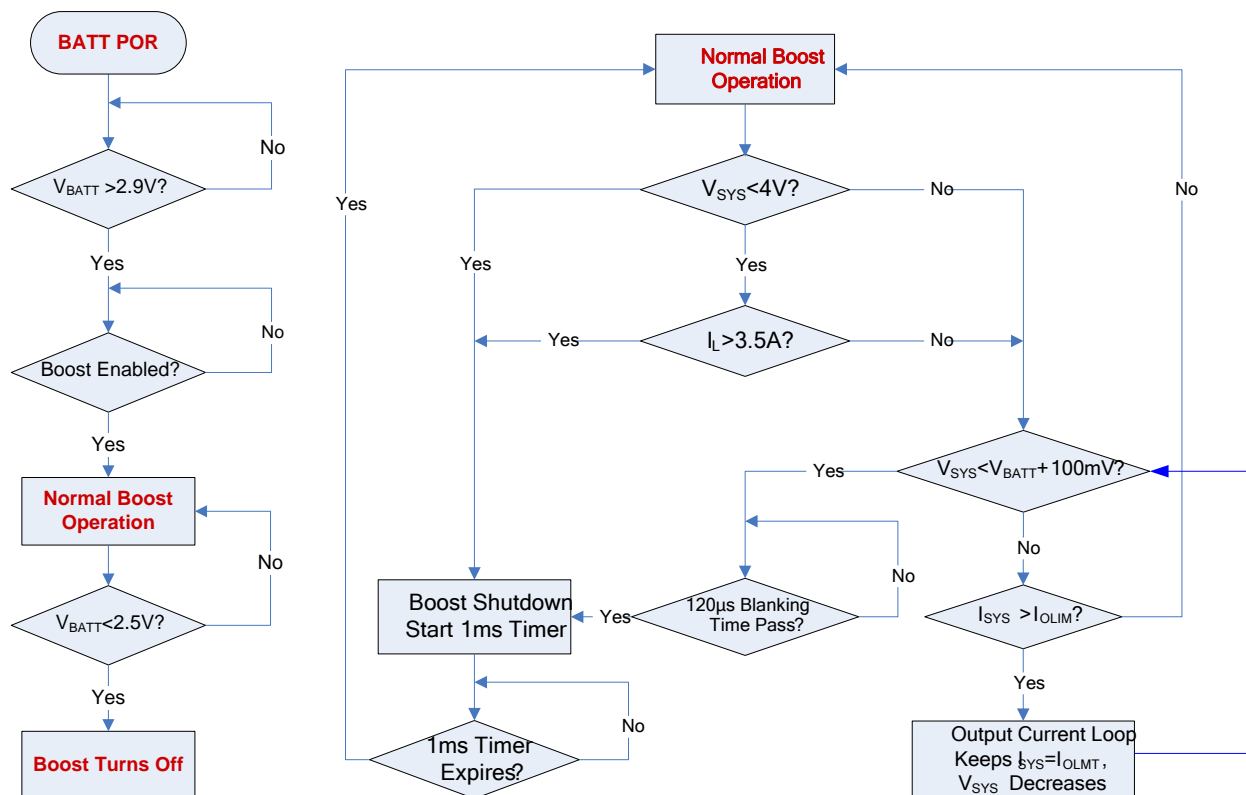 BATT POR
No
VBATT >2.9V?
Yes
No
Boost Enabled?
Yes
Normal Boost
Operation
No
VBATT<2.5V?
Yes
Boost Turns Off
Normal Boost
Operation
Yes
VSYS<4V?
No
No
Yes
Yes
IL>3.5A?
Yes
No
VSYS<VBATT+100mV?
Yes
No
No
Boost Shutdown
Start 1ms Timer
Yes
120μs Blanking
Time Pass?
ISYS >IOLIM?
Yes
No
1ms Timer
Expires?
Output Current Loop
Keeps ISYS=IOLMT,
VSYS Decreases